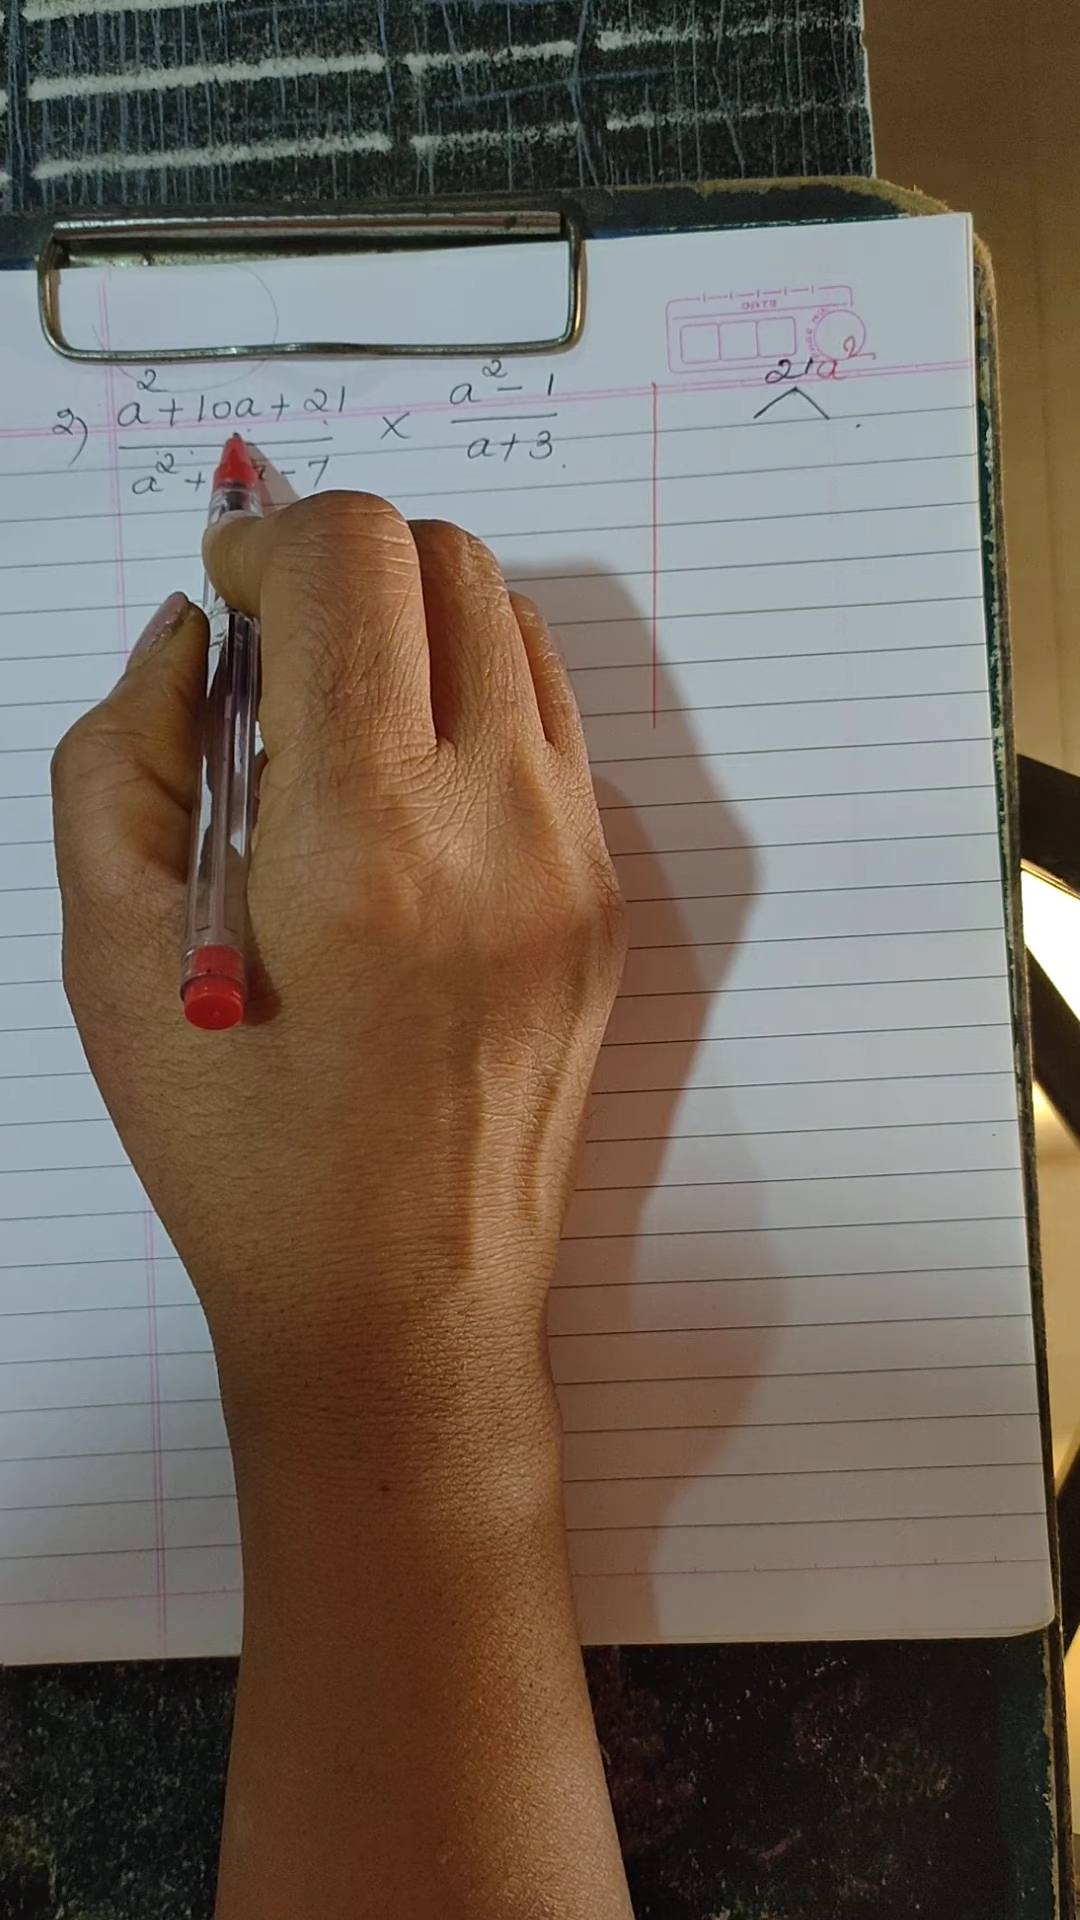 2) a² + 10a + 21 × a² - 1
a² + - 7 a + 3
21a²
DATE